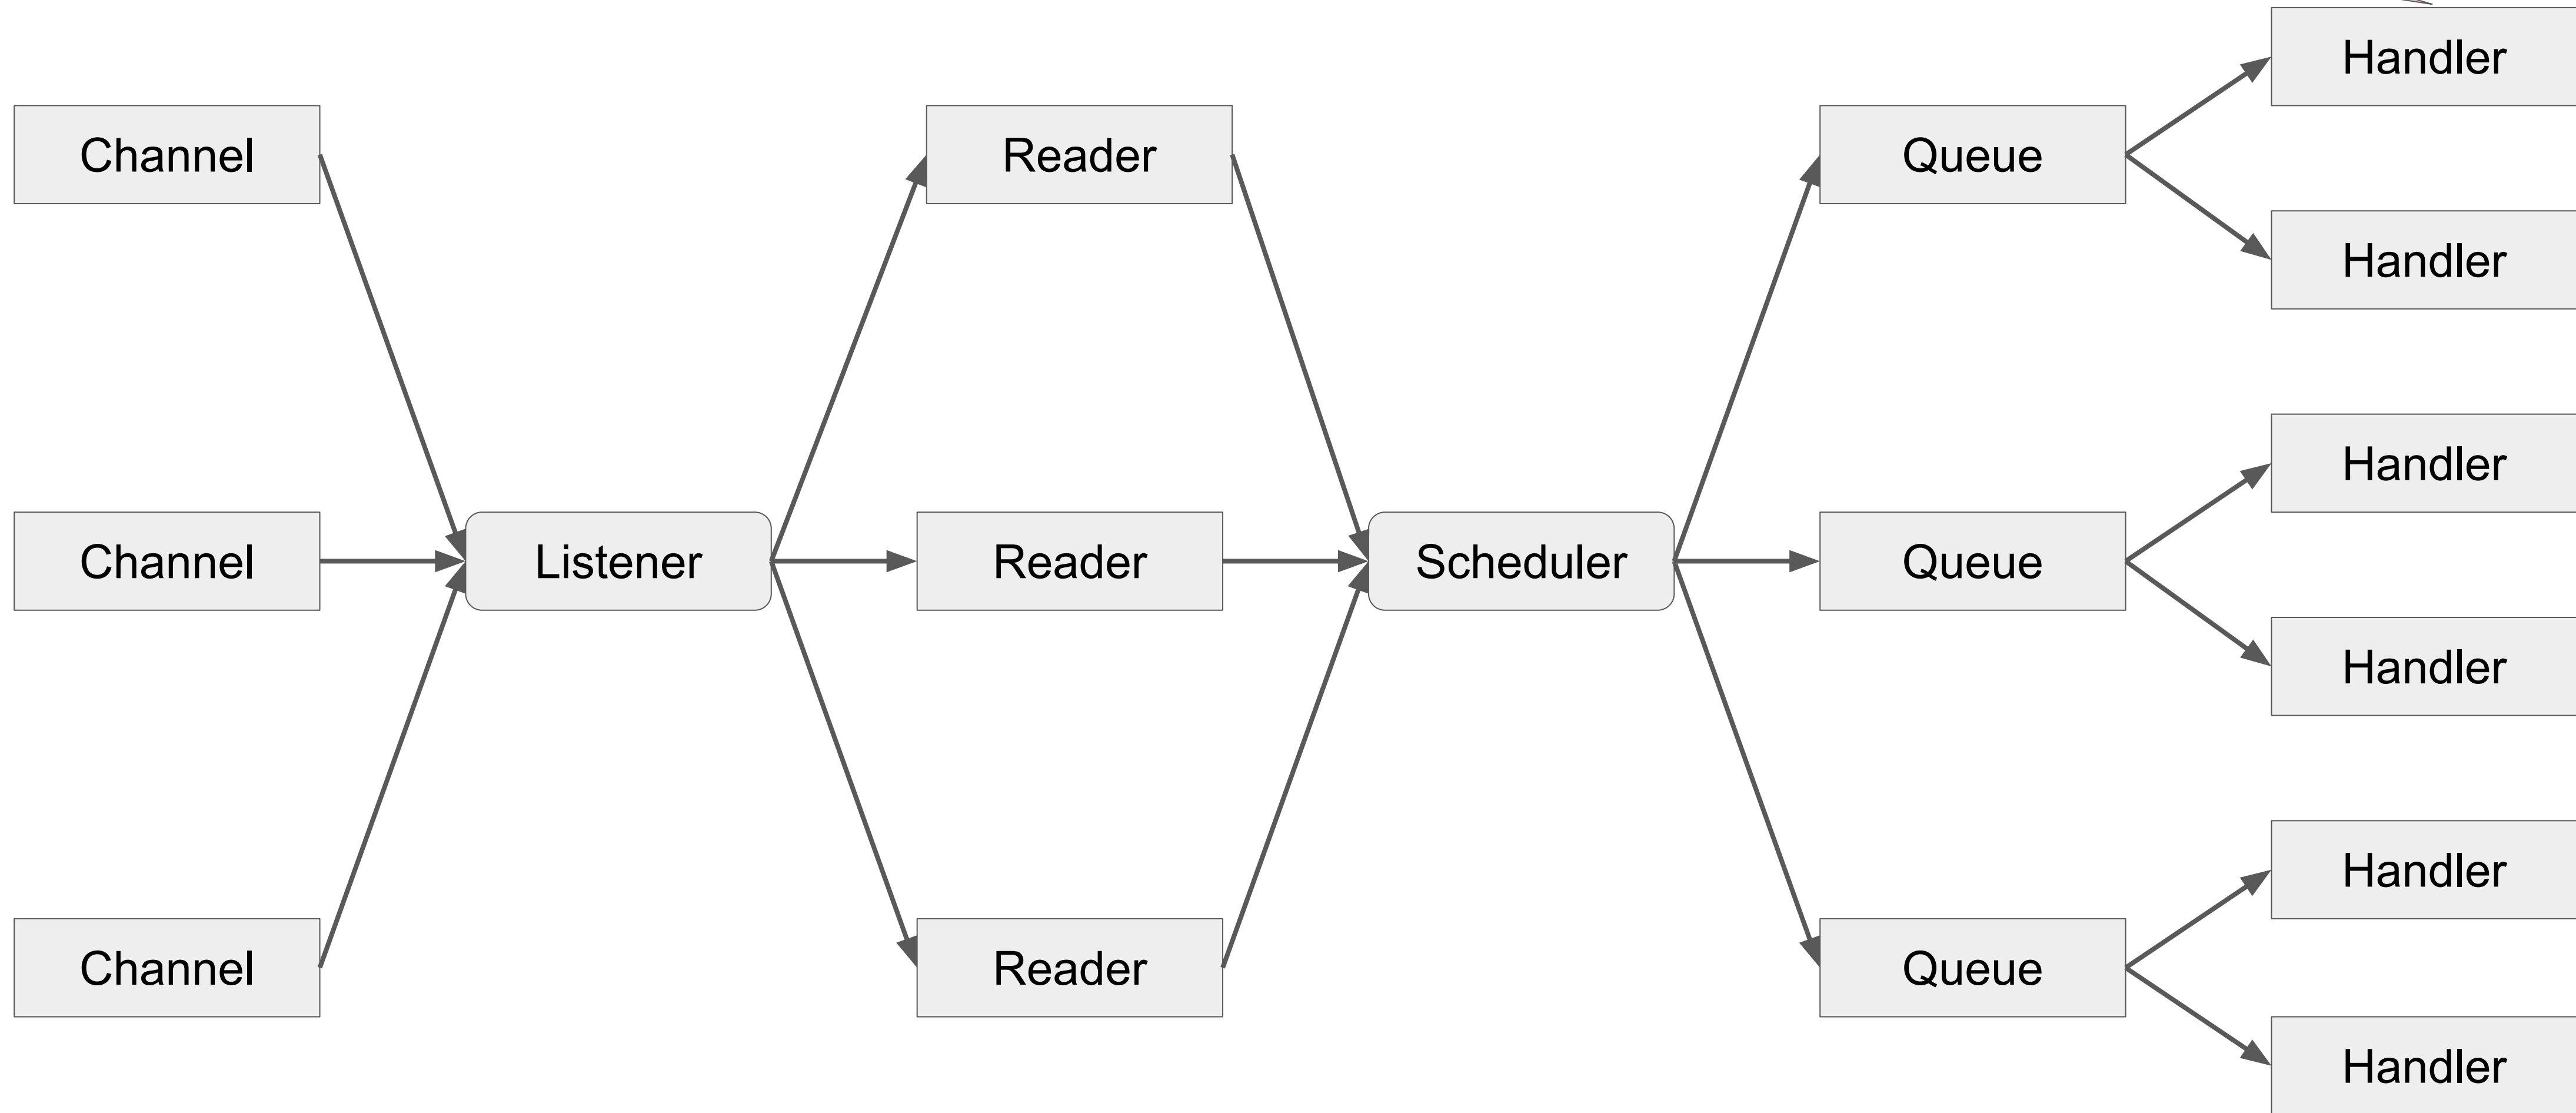 Handler
Channel
Reader
Queue
Handler
Handler
Channel
Listener
Reader
Scheduler
Queue
Handler
Handler
Channel
Reader
Queue
Handler